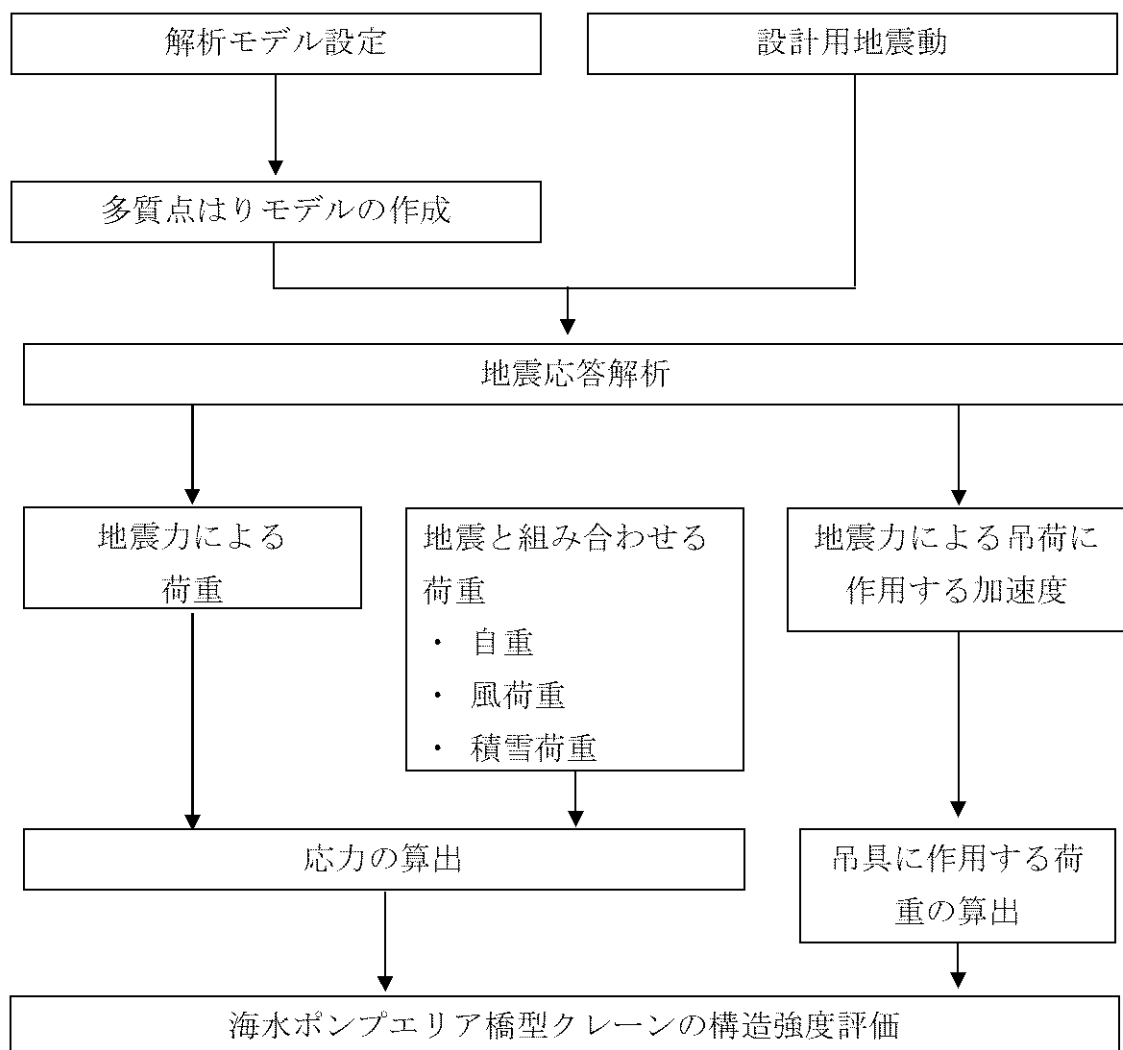 解析モデル設定
設計用地震動
多質点はりモデルの作成
地震応答解析
地震力による
荷重
地震と組み合わせる
荷重
・ 自重
・ 風荷重
・ 積雪荷重
地震力による吊荷に
作用する加速度
応力の算出
吊具に作用する荷
重の算出
海水ポンプエリア橋型クレーンの構造強度評価